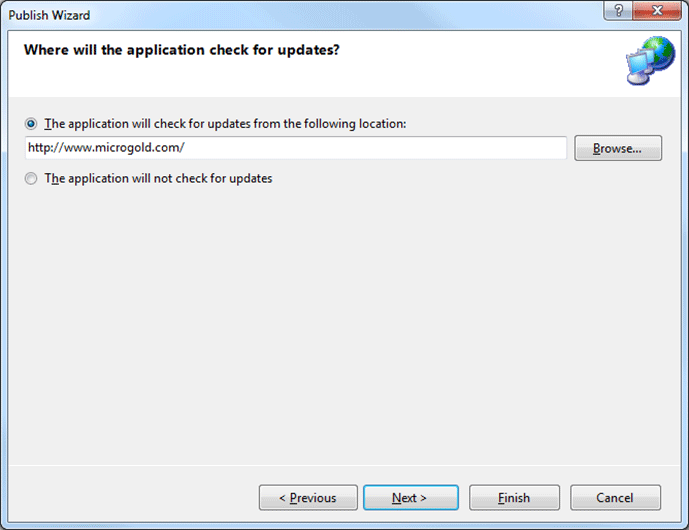 Publish Wizard
?
Where will the application check for updates?
The application will check for updates from the following location:
http://www.microgold.com/
Browse...
The application will not check for updates
< Previous
Next >
Finish
Cancel